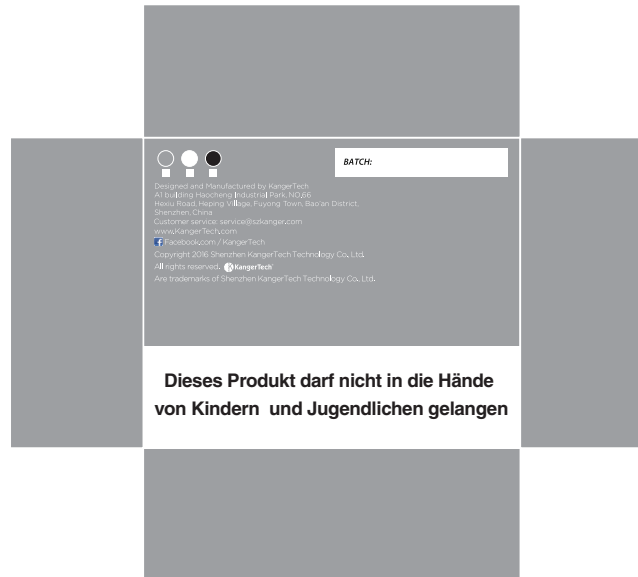 BATCH:
Designed and Manufactured by KangerTech
A1 building Haocheng Industrial Park, NO,66
Hexiu Road, Heping Village, Fuyong Town, Bao'an District,
Shenzhen, China
Customer service: service@szkanger.com
www.KangerTech.com
Facebook.com / KangerTech
Copyright 2016 Shenzhen KangerTech Technology Co. Ltd.
All rights reserved. KangerTech
Are trademarks of Shenzhen KangerTech Technology Co. Ltd.
Dieses Produkt darf nicht in die Hände
von Kindern und Jugendlichen gelangen